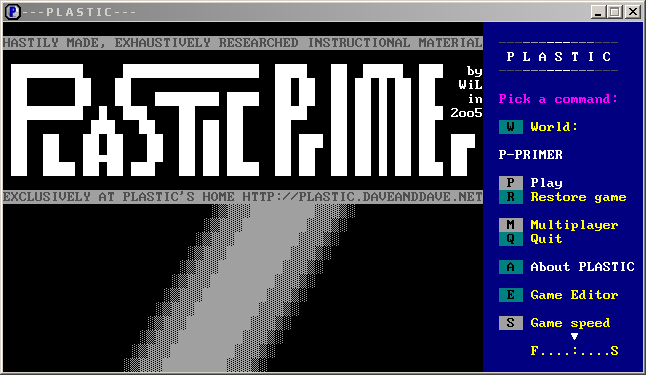 ---PLASTIC---
HASTILY MADE, EXHAUSTIVELY RESEARCHED INSTRUCTIONAL MATERIAL
PLASTIC PRIMER
by
WiL
in
2oo5
EXCLUSIVELY AT PLASTIC'S HOME HTTP://PLASTIC.DAVEANDDAVE.NET
P L A S T I C
Pick a command:
W World:
P-PRIMER
P Play
R Restore game
M Multiplayer
Q Quit
A About PLASTIC
E Game Editor
S Game speed
F....:....S